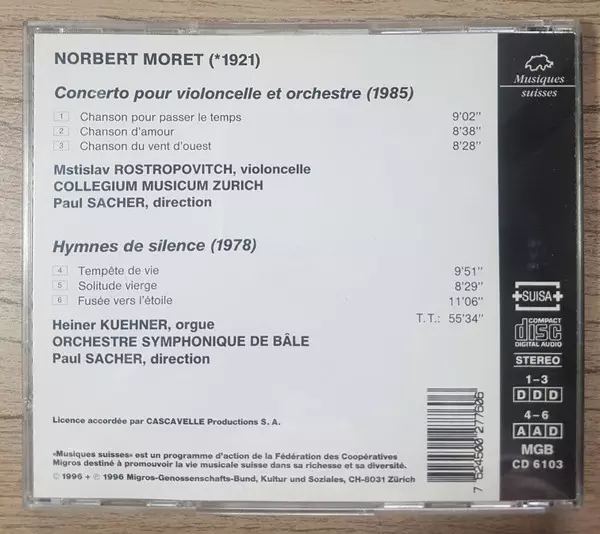 NORBERT MORET (*1921)
Concerto pour violoncelle et orchestre (1985)
1 Chanson pour passer le temps 9'02''
2 Chanson d'amour 8'38''
3 Chanson du vent d'ouest 8'28''
Mstislav ROSTROPOVITCH, violoncelle
COLLEGIUM MUSICUM ZURICH
Paul SACHER, direction
Hymnes de silence (1978)
4 Tempête de vie 9'51''
5 Solitude vierge 8'29''
6 Fusée vers l'étoile 11'06''
T.T.: 55'34''
Heiner KUEHNER, orgue
ORCHESTRE SYMPHONIQUE DE BÂLE
Paul SACHER, direction
Licence accordée par CASCAVELLE Productions S. A.
«Musiques suisses» est un programme d'action de la Fédération des Coopératives
Migros destiné à promouvoir la vie musicale suisse dans sa richesse et sa diversité.
© 1996 + ℗ 1996 Migros-Genossenschafts-Bund, Kultur und Soziales, CH-8031 Zürich
7 624500 277606
Musiques
suisses
SUISA
COMPACT
disc
DIGITAL AUDIO
STEREO
1–3
DDD
4–6
AAD
MGB
CD 6103